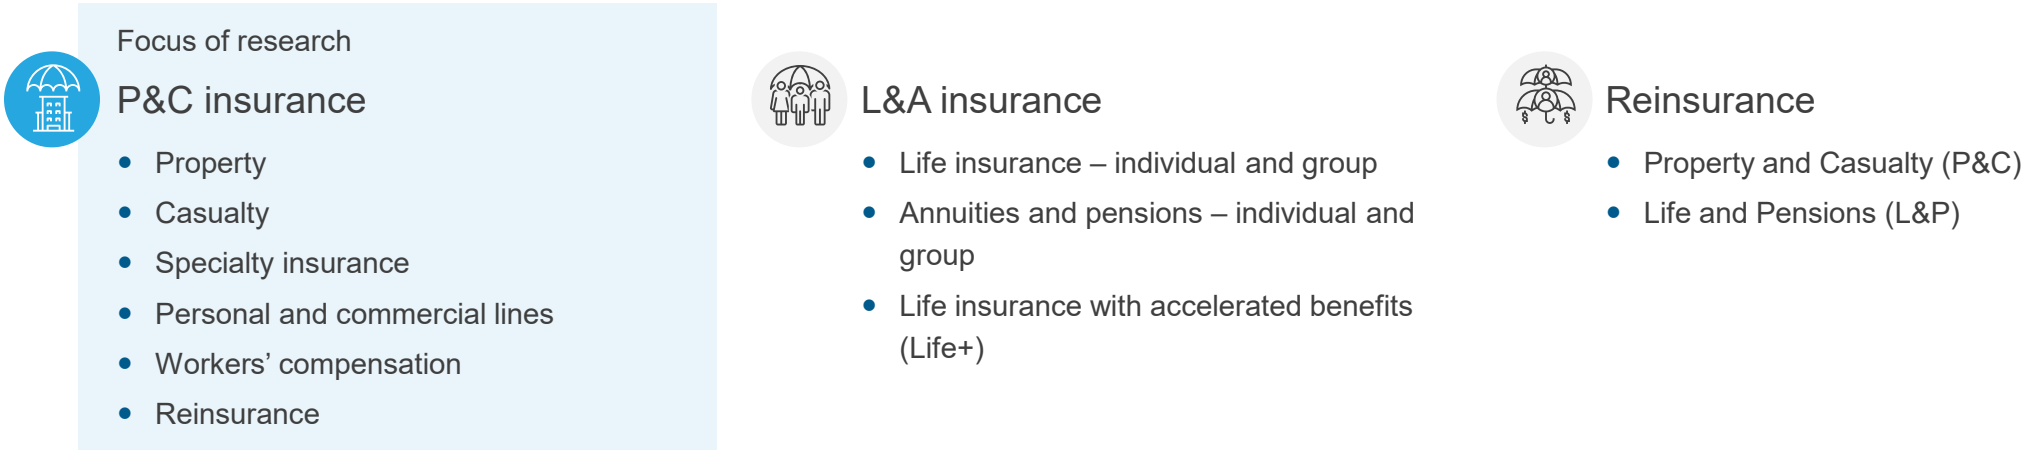 Focus of research
P&C insurance
• Property
• Casualty
• Specialty insurance
• Personal and commercial lines
• Workers’ compensation
• Reinsurance
L&A insurance
• Life insurance – individual and group
• Annuities and pensions – individual and
group
• Life insurance with accelerated benefits
(Life+)
Reinsurance
• Property and Casualty (P&C)
• Life and Pensions (L&P)